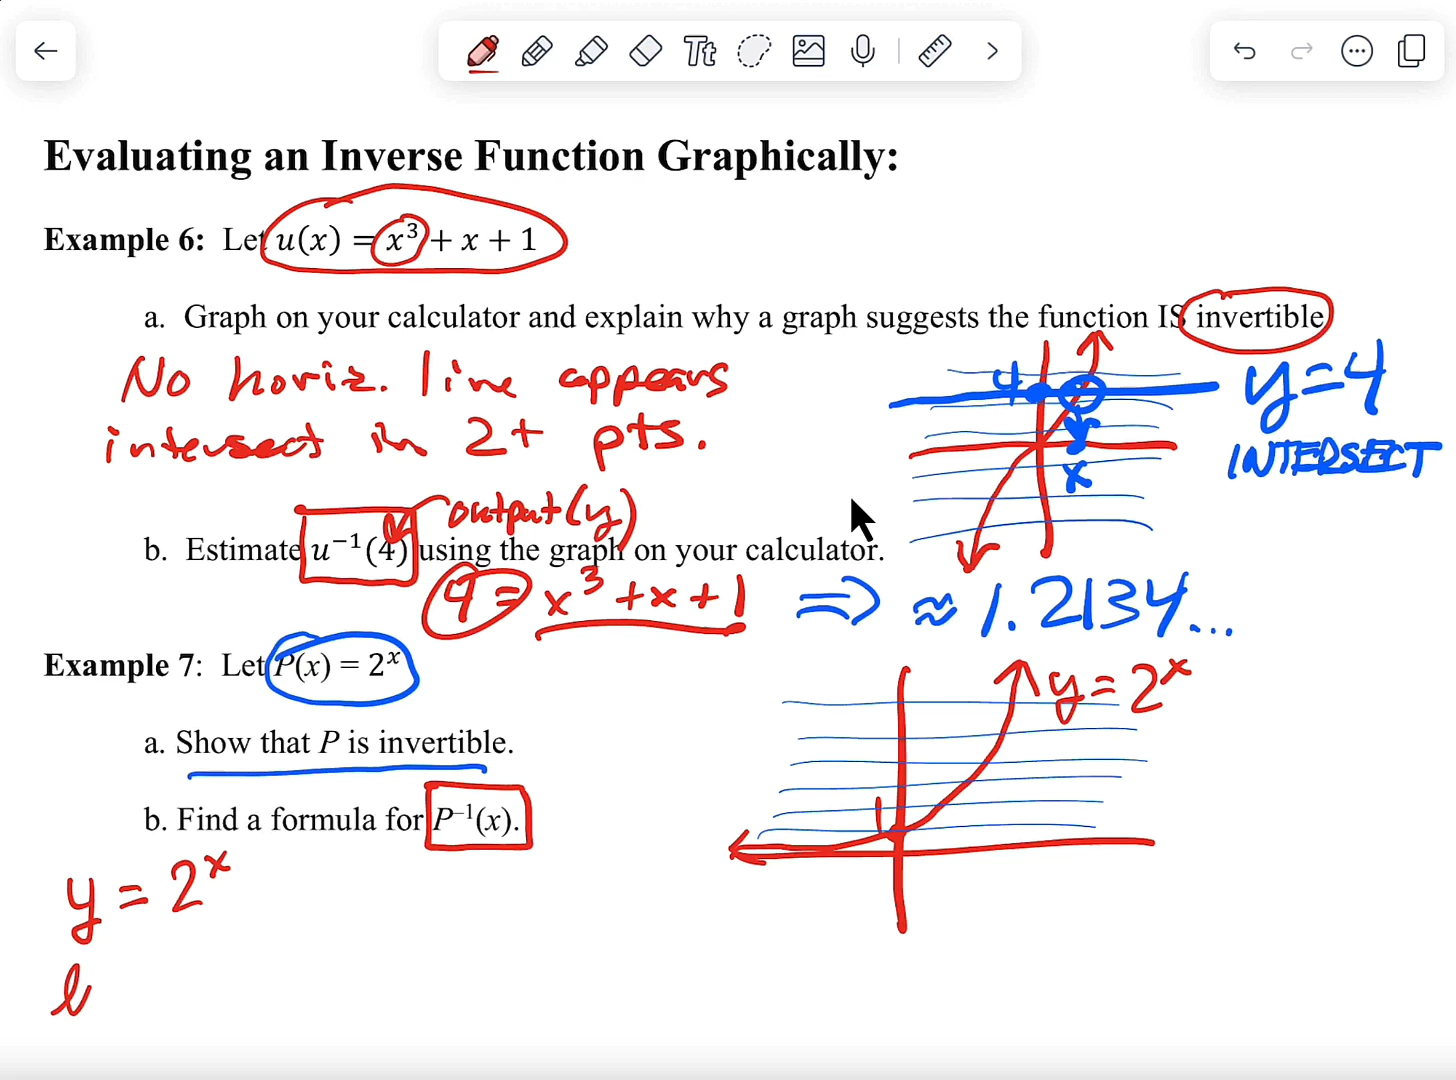 Tt
Evaluating an Inverse Function Graphically:
Example 6: Let u(x) = x³ + x + 1
a. Graph on your calculator and explain why a graph suggests the function IS invertible
No horiz. line appears
intersect in 2+ pts.
4
y=4
INTERSECT
x
output(y)
b. Estimate u⁻¹(4) using the graph on your calculator.
4 = x³ + x + 1 ⇒ ≈ 1.2134...
Example 7: Let P(x) = 2ˣ
y = 2ˣ
a. Show that P is invertible.
1
b. Find a formula for P⁻¹(x).
y = 2ˣ